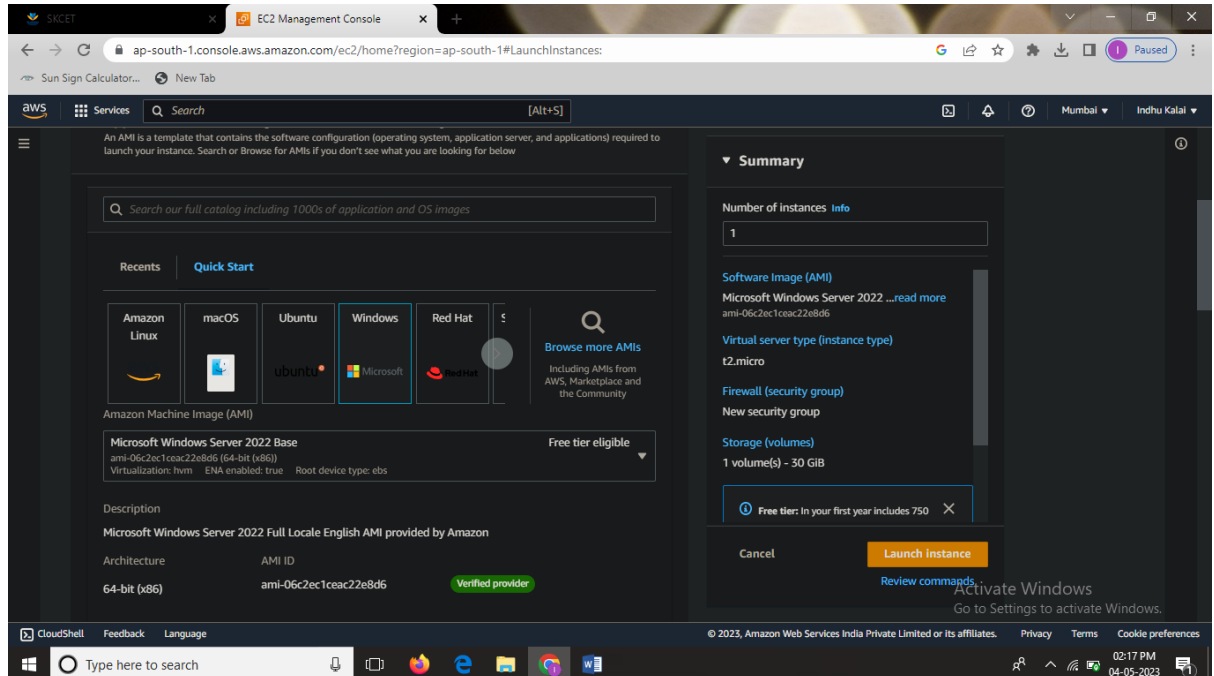 SKCET
EC2 Management Console
ap-south-1.console.aws.amazon.com/ec2/home?region=ap-south-1#LaunchInstances:
G
I
Paused
Sun Sign Calculator...
New Tab
aws
Services
Search
[Alt+S]
Mumbai
Indhu Kalai
An AMI is a template that contains the software configuration (operating system, application server, and applications) required to
launch your instance. Search or Browse for AMIs if you don't see what you are looking for below
Search our full catalog including 1000s of application and OS images
Recents
Quick Start
Amazon
Linux
macOS
Ubuntu
ubuntu
Windows
Microsoft
Red Hat
Red Hat
S
Browse more AMIs
Including AMIs from
AWS, Marketplace and
the Community
Amazon Machine Image (AMI)
Microsoft Windows Server 2022 Base
Free tier eligible
ami-06c2ec1ceac22e8d6 (64-bit (x86))
Virtualization: hvm ENA enabled: true Root device type: ebs
Description
Microsoft Windows Server 2022 Full Locale English AMI provided by Amazon
Architecture
AMI ID
64-bit (x86)
ami-06c2ec1ceac22e8d6
Verified provider
Summary
Number of instances Info
1
Software Image (AMI)
Microsoft Windows Server 2022 ...read more
ami-06c2ec1ceac22e8d6
Virtual server type (instance type)
t2.micro
Firewall (security group)
New security group
Storage (volumes)
1 volume(s) - 30 GiB
Free tier: In your first year includes 750
Cancel
Launch instance
Review commands
Activate Windows
Go to Settings to activate Windows.
CloudShell
Feedback
Language
© 2023, Amazon Web Services India Private Limited or its affiliates.
Privacy
Terms
Cookie preferences
Type here to search
02:17 PM
04-05-2023
1